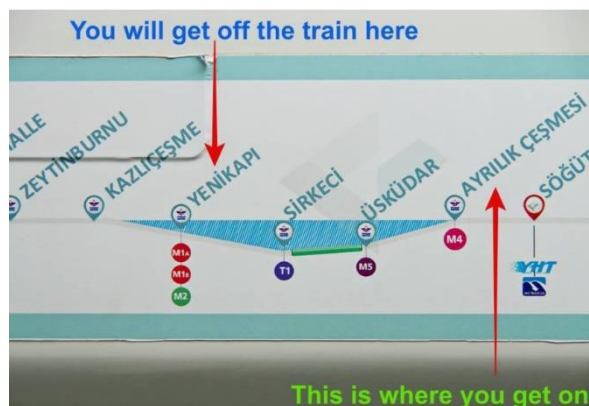 You will get off the train here
ALLE
ZEYTİNBURNU
KAZLIÇEŞME
YENİKAPI
SİRKECİ
ÜSKÜDAR
AYRILIK ÇEŞMESİ
SÖĞÜT
M1A
M1B
M2
T1
M5
M4
YHT
This is where you get on